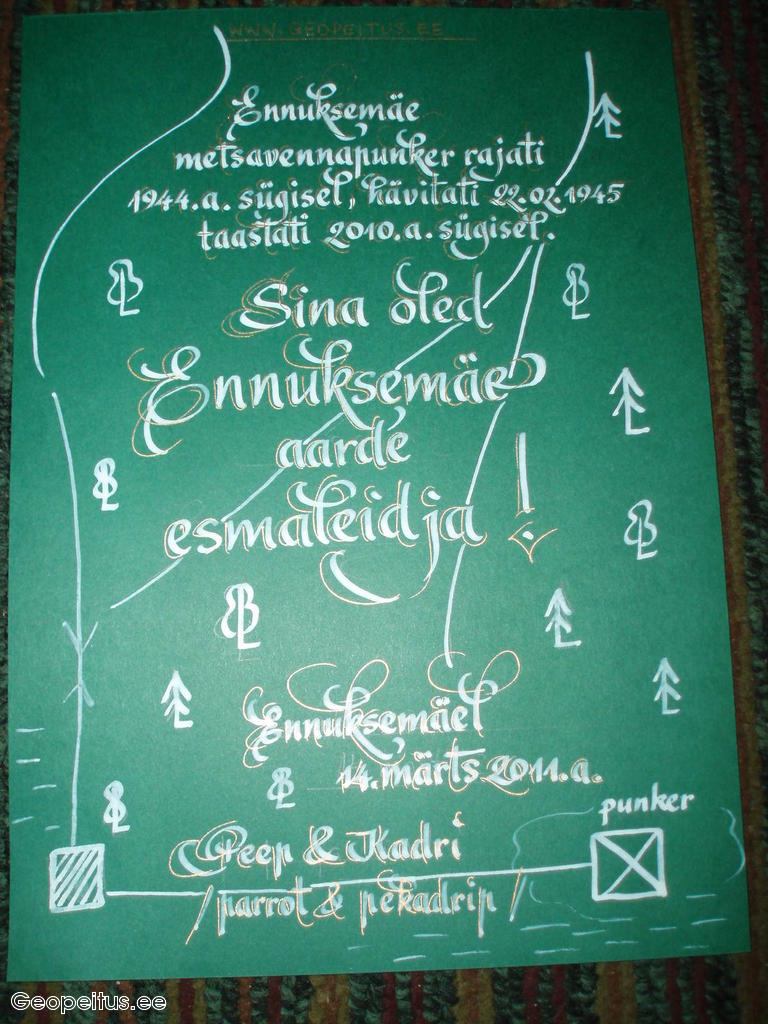 WWW.GEOPEITUS.EE
Ennuksemäe
metsavennapunker rajati
1944.a. sügisel, hävitati 22.02.1945
taastati 2010.a. sügisel.
Sina oled
Ennuksemäe
aarde
esmaleidja!
Ennuksemäel
14.märts 2011.a.
punker
Peep & Kadri
/parrot & pekadrip/
Geopeitus.ee